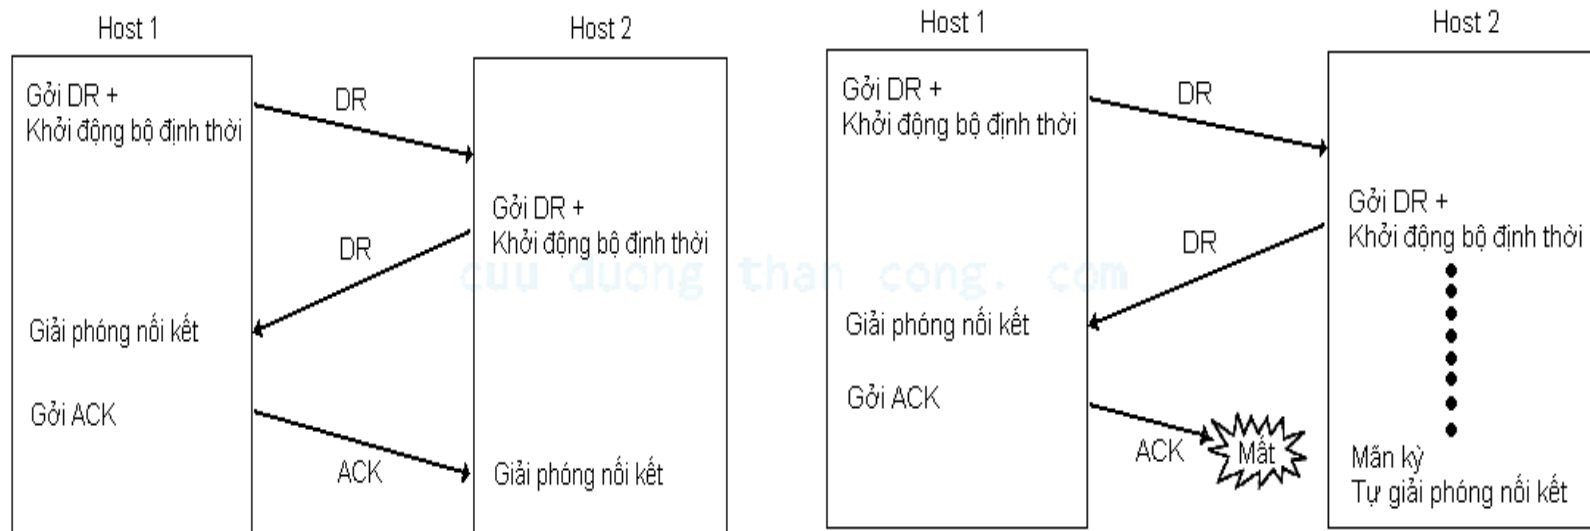 Host 1
Host 2
Gởi DR +
Khởi động bộ định thời
DR
Gởi DR +
Khởi động bộ định thời
DR
Giải phóng nối kết
Gởi ACK
ACK
Giải phóng nối kết
Host 1
Host 2
Gởi DR +
Khởi động bộ định thời
DR
Gởi DR +
Khởi động bộ định thời
DR
Giải phóng nối kết
Gởi ACK
ACK
Mất
Mãn kỳ
Tự giải phóng nối kết
cuu duong than cong. com